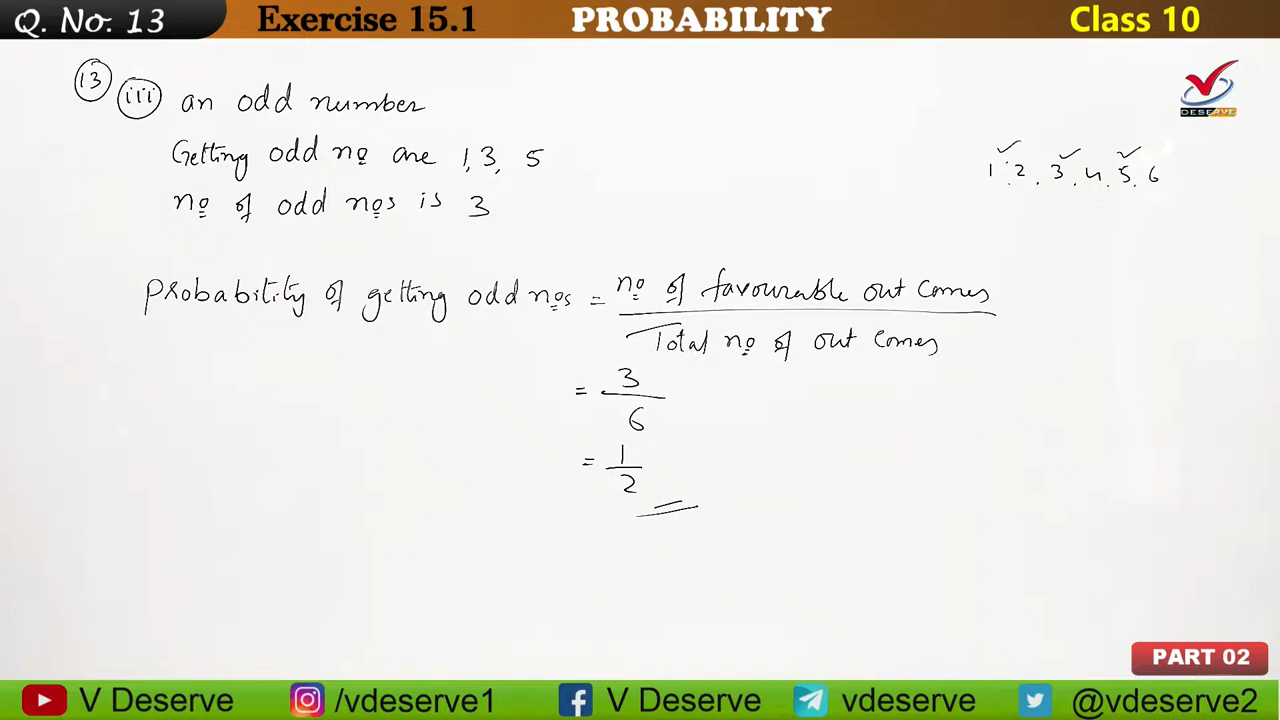 Q. No. 13 Exercise 15.1 PROBABILITY Class 10
13 iii an odd number
DESERVE
Getting odd no are 1, 3, 5
1, 2, 3, 4, 5, 6
no of odd nos is 3
Probability of getting odd nos = no of favourable out comes
Total no of out comes
= 3
6
= 1
2
PART 02
V Deserve /vdeserve1 V Deserve vdeserve @vdeserve2